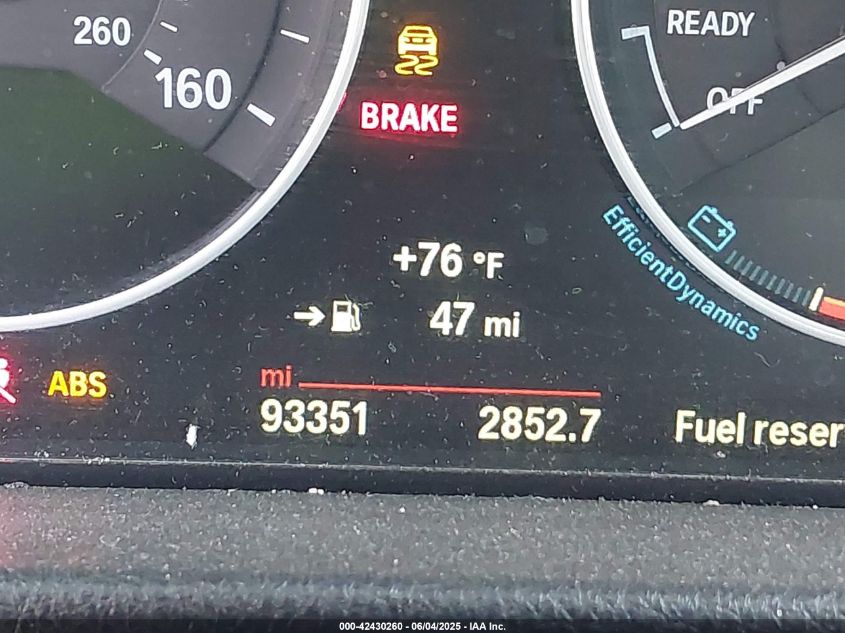 260
160
READY
OFF
BRAKE
EfficientDynamics
+76 °F
47 mi
ABS
mi
93351 2852.7
Fuel reser
000-42430260 - 06/04/2025 - IAA Inc.